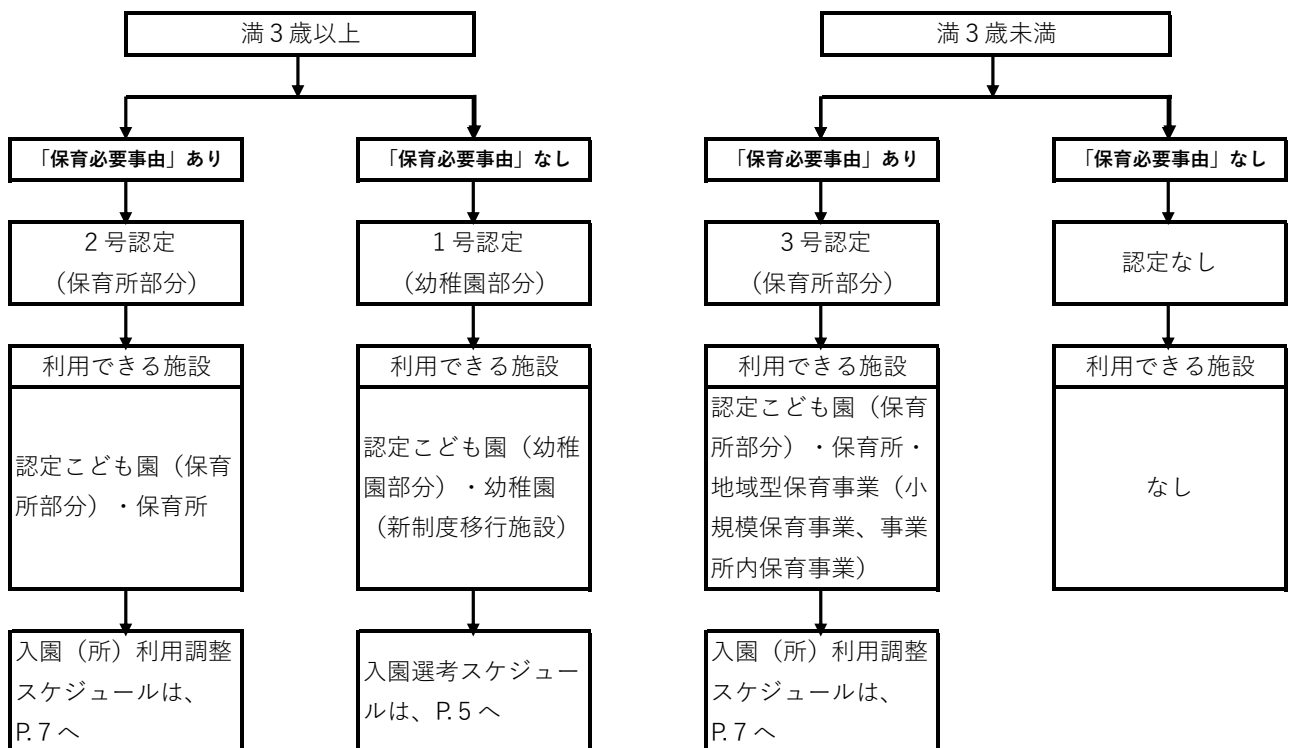 満３歳以上
満３歳未満
「保育必要事由」あり
「保育必要事由」なし
「保育必要事由」あり
「保育必要事由」なし
２号認定
（保育所部分）
１号認定
（幼稚園部分）
３号認定
（保育所部分）
認定なし
利用できる施設
認定こども園（保育
所部分）・保育所
利用できる施設
認定こども園（幼稚
園部分）・幼稚園
（新制度移行施設）
利用できる施設
認定こども園（保育
所部分）・保育所・
地域型保育事業（小
規模保育事業、事業
所内保育事業）
利用できる施設
なし
入園（所）利用調整
スケジュールは、
P.７へ
入園選考スケジュー
ルは、P.５へ
入園（所）利用調整
スケジュールは、
P.７へ